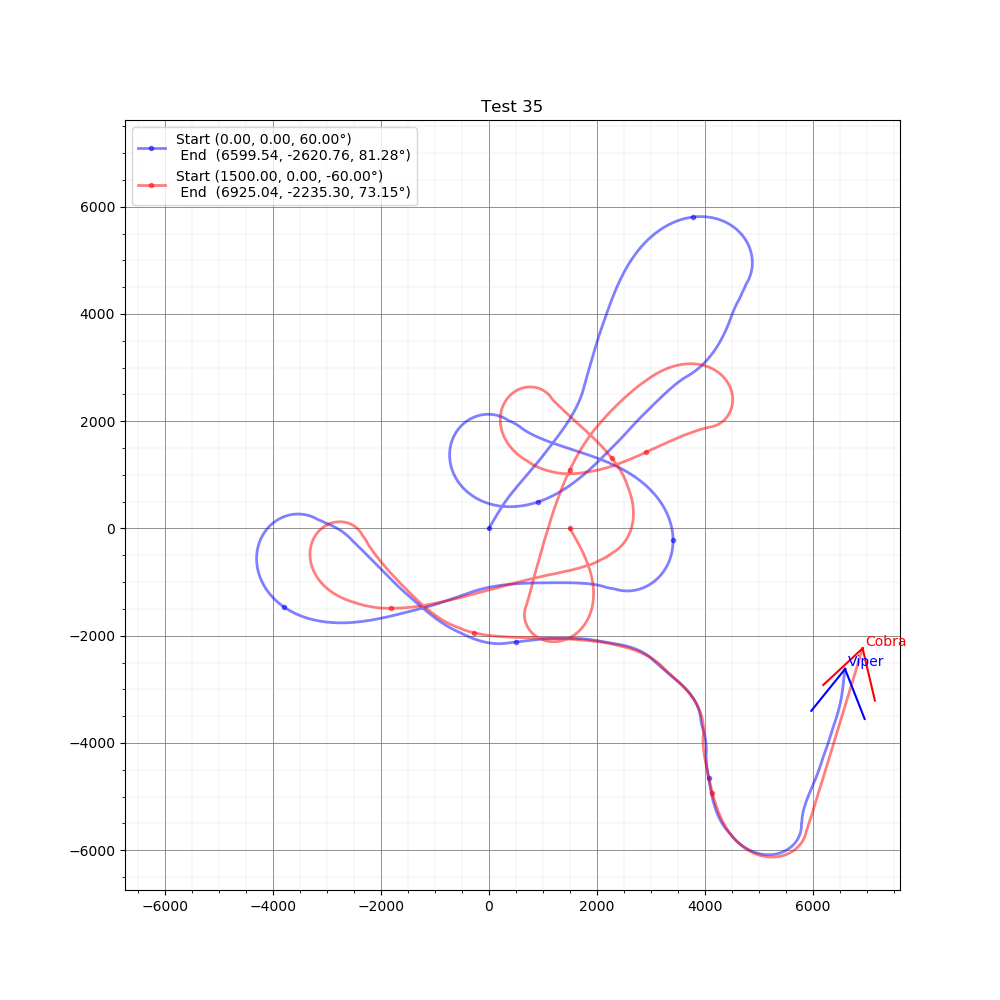 Test 35
Start (0.00, 0.00, 60.00°)
End (6599.54, -2620.76, 81.28°)
Start (1500.00, 0.00, -60.00°)
End (6925.04, -2235.30, 73.15°)
6000
4000
2000
0
−2000
−4000
−6000
Cobra
Viper
−6000 −4000 −2000 0 2000 4000 6000